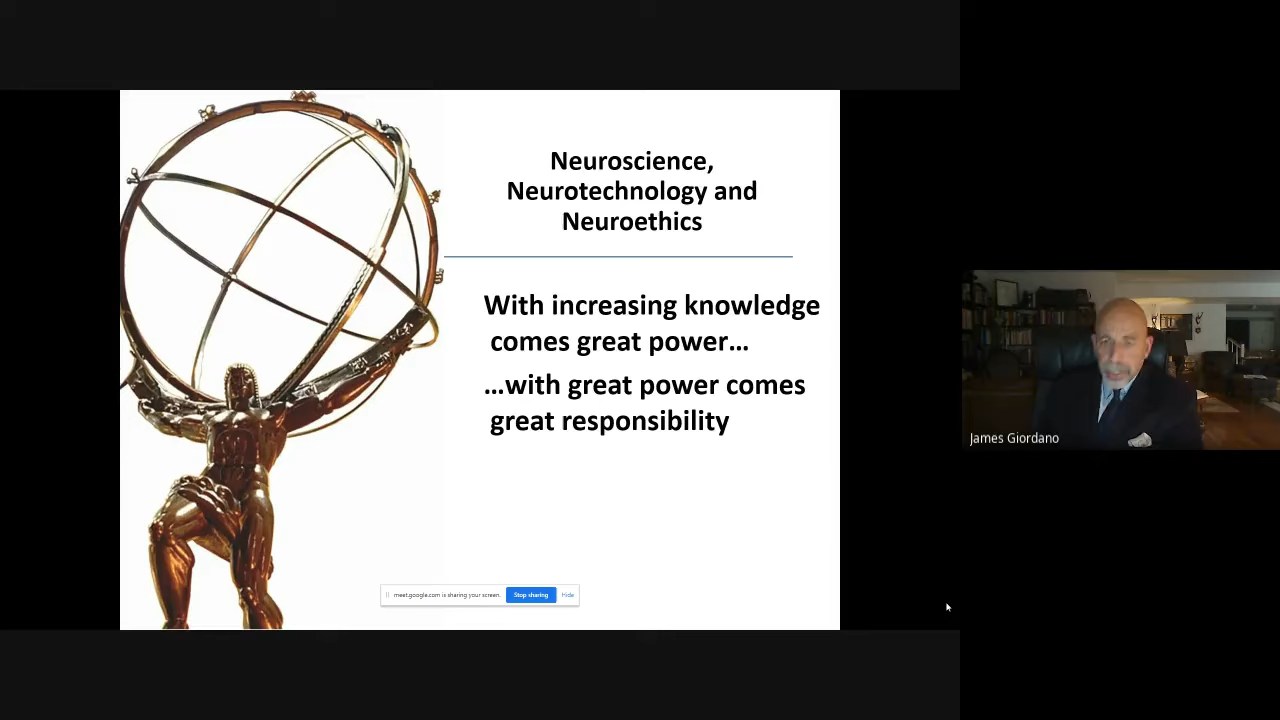 Neuroscience,
Neurotechnology and
Neuroethics
With increasing knowledge
comes great power…
…with great power comes
great responsibility
meet.google.com is sharing your screen.
Stop sharing
Hide
James Giordano